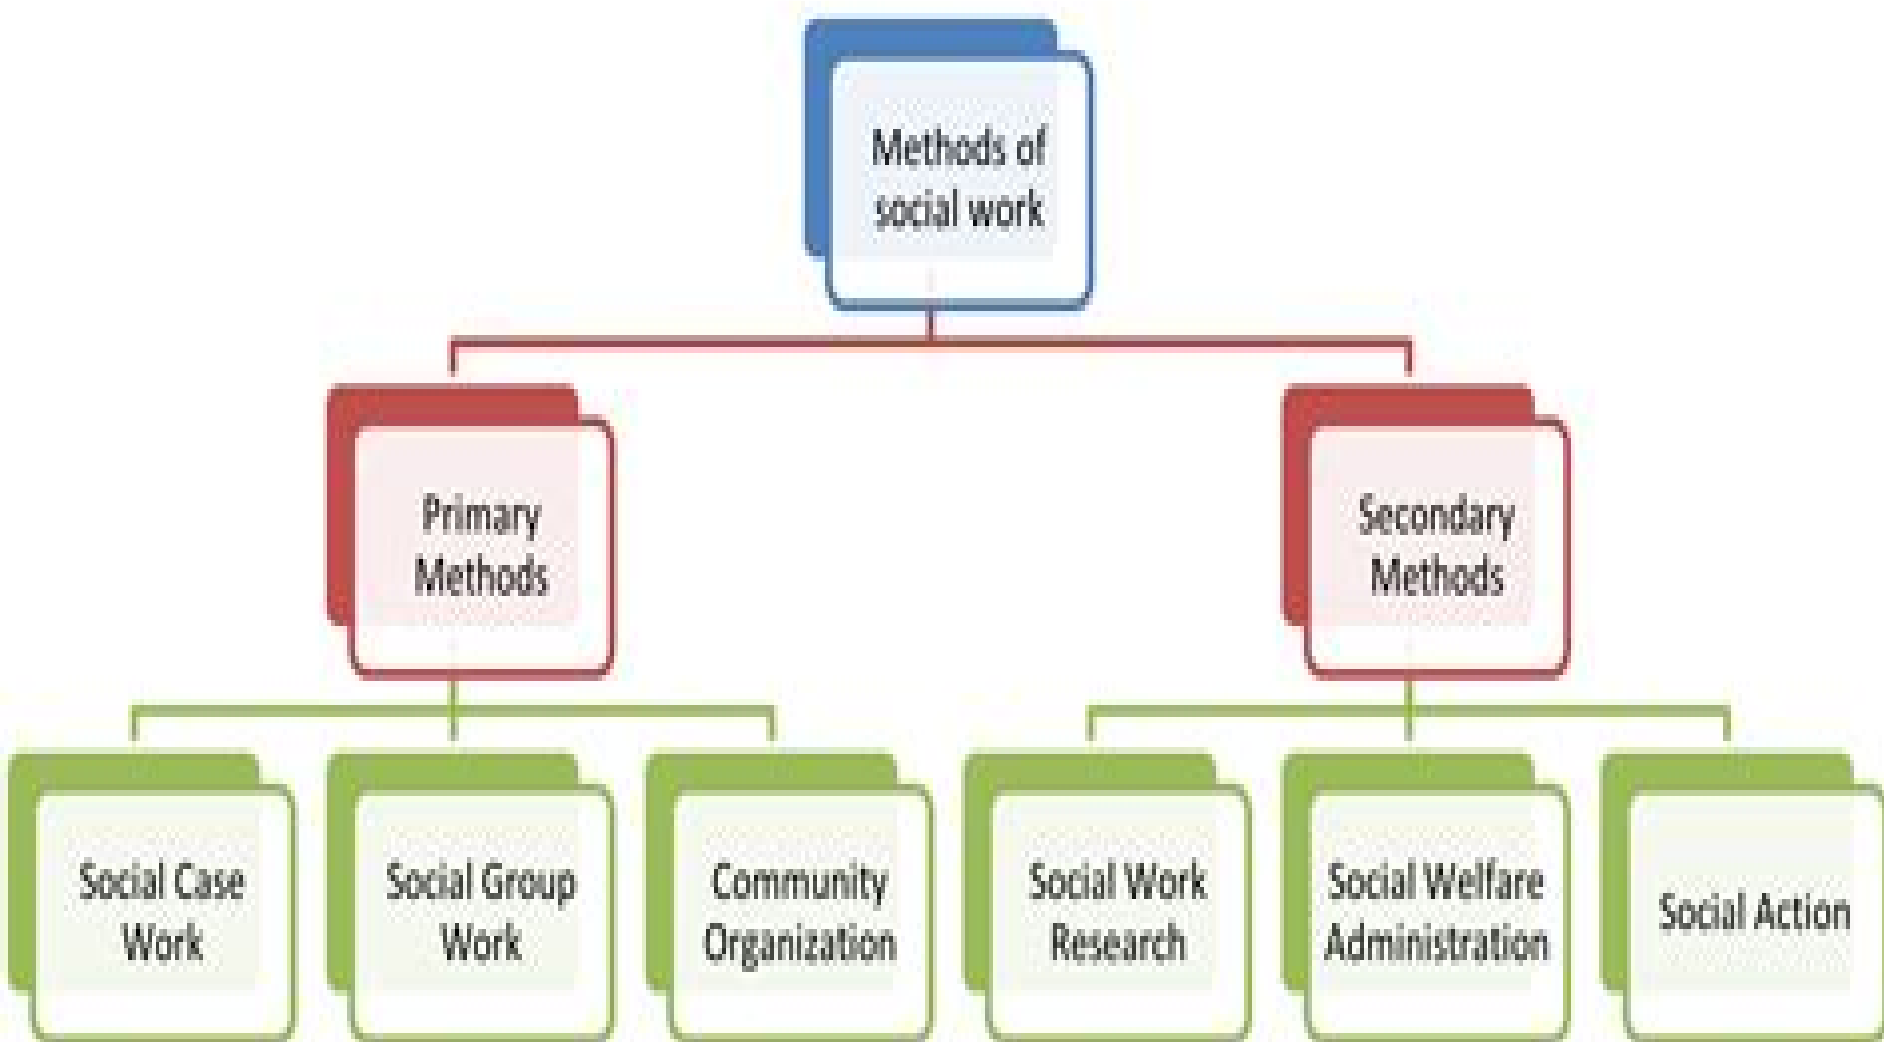 Methods of
social work
Primary
Methods
Secondary
Methods
Social Case
Work
Social Group
Work
Community
Organization
Social Work
Research
Social Welfare
Administration
Social Action